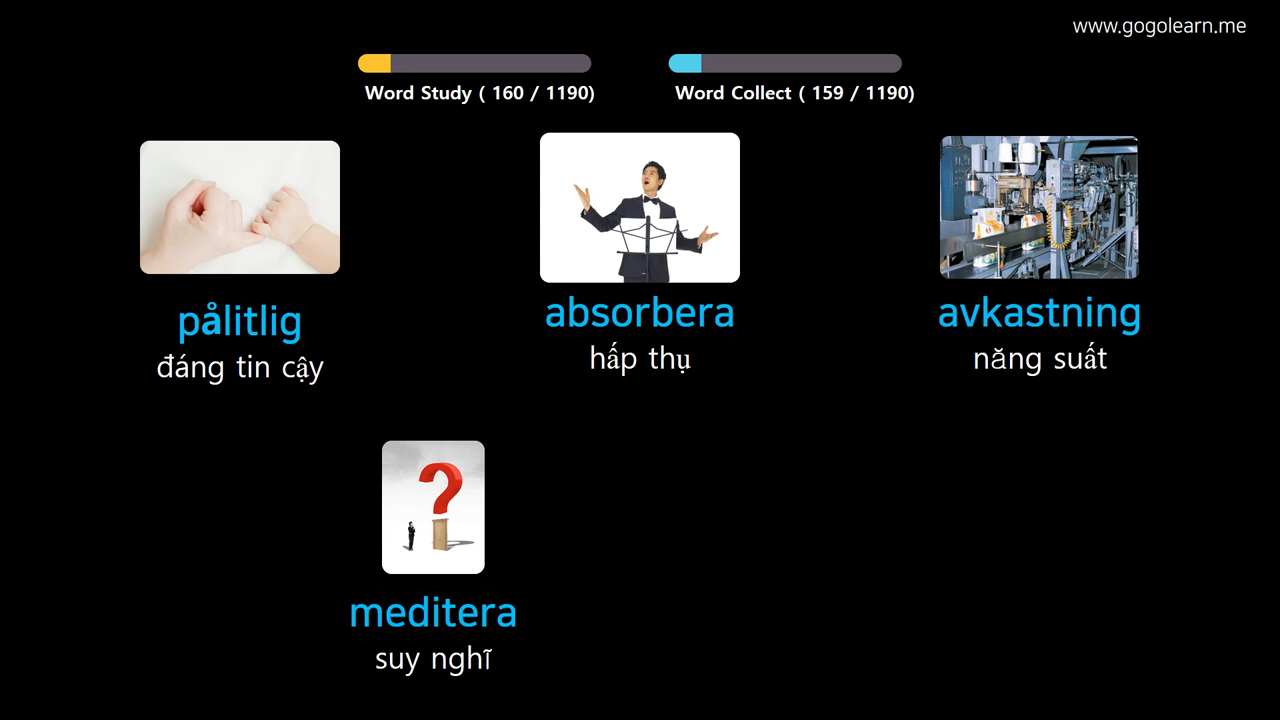 www.gogolearn.me
Word Study ( 160 / 1190)
Word Collect ( 159 / 1190)
pålitlig
đáng tin cậy
absorbera
hấp thụ
avkastning
năng suất
meditera
suy nghĩ